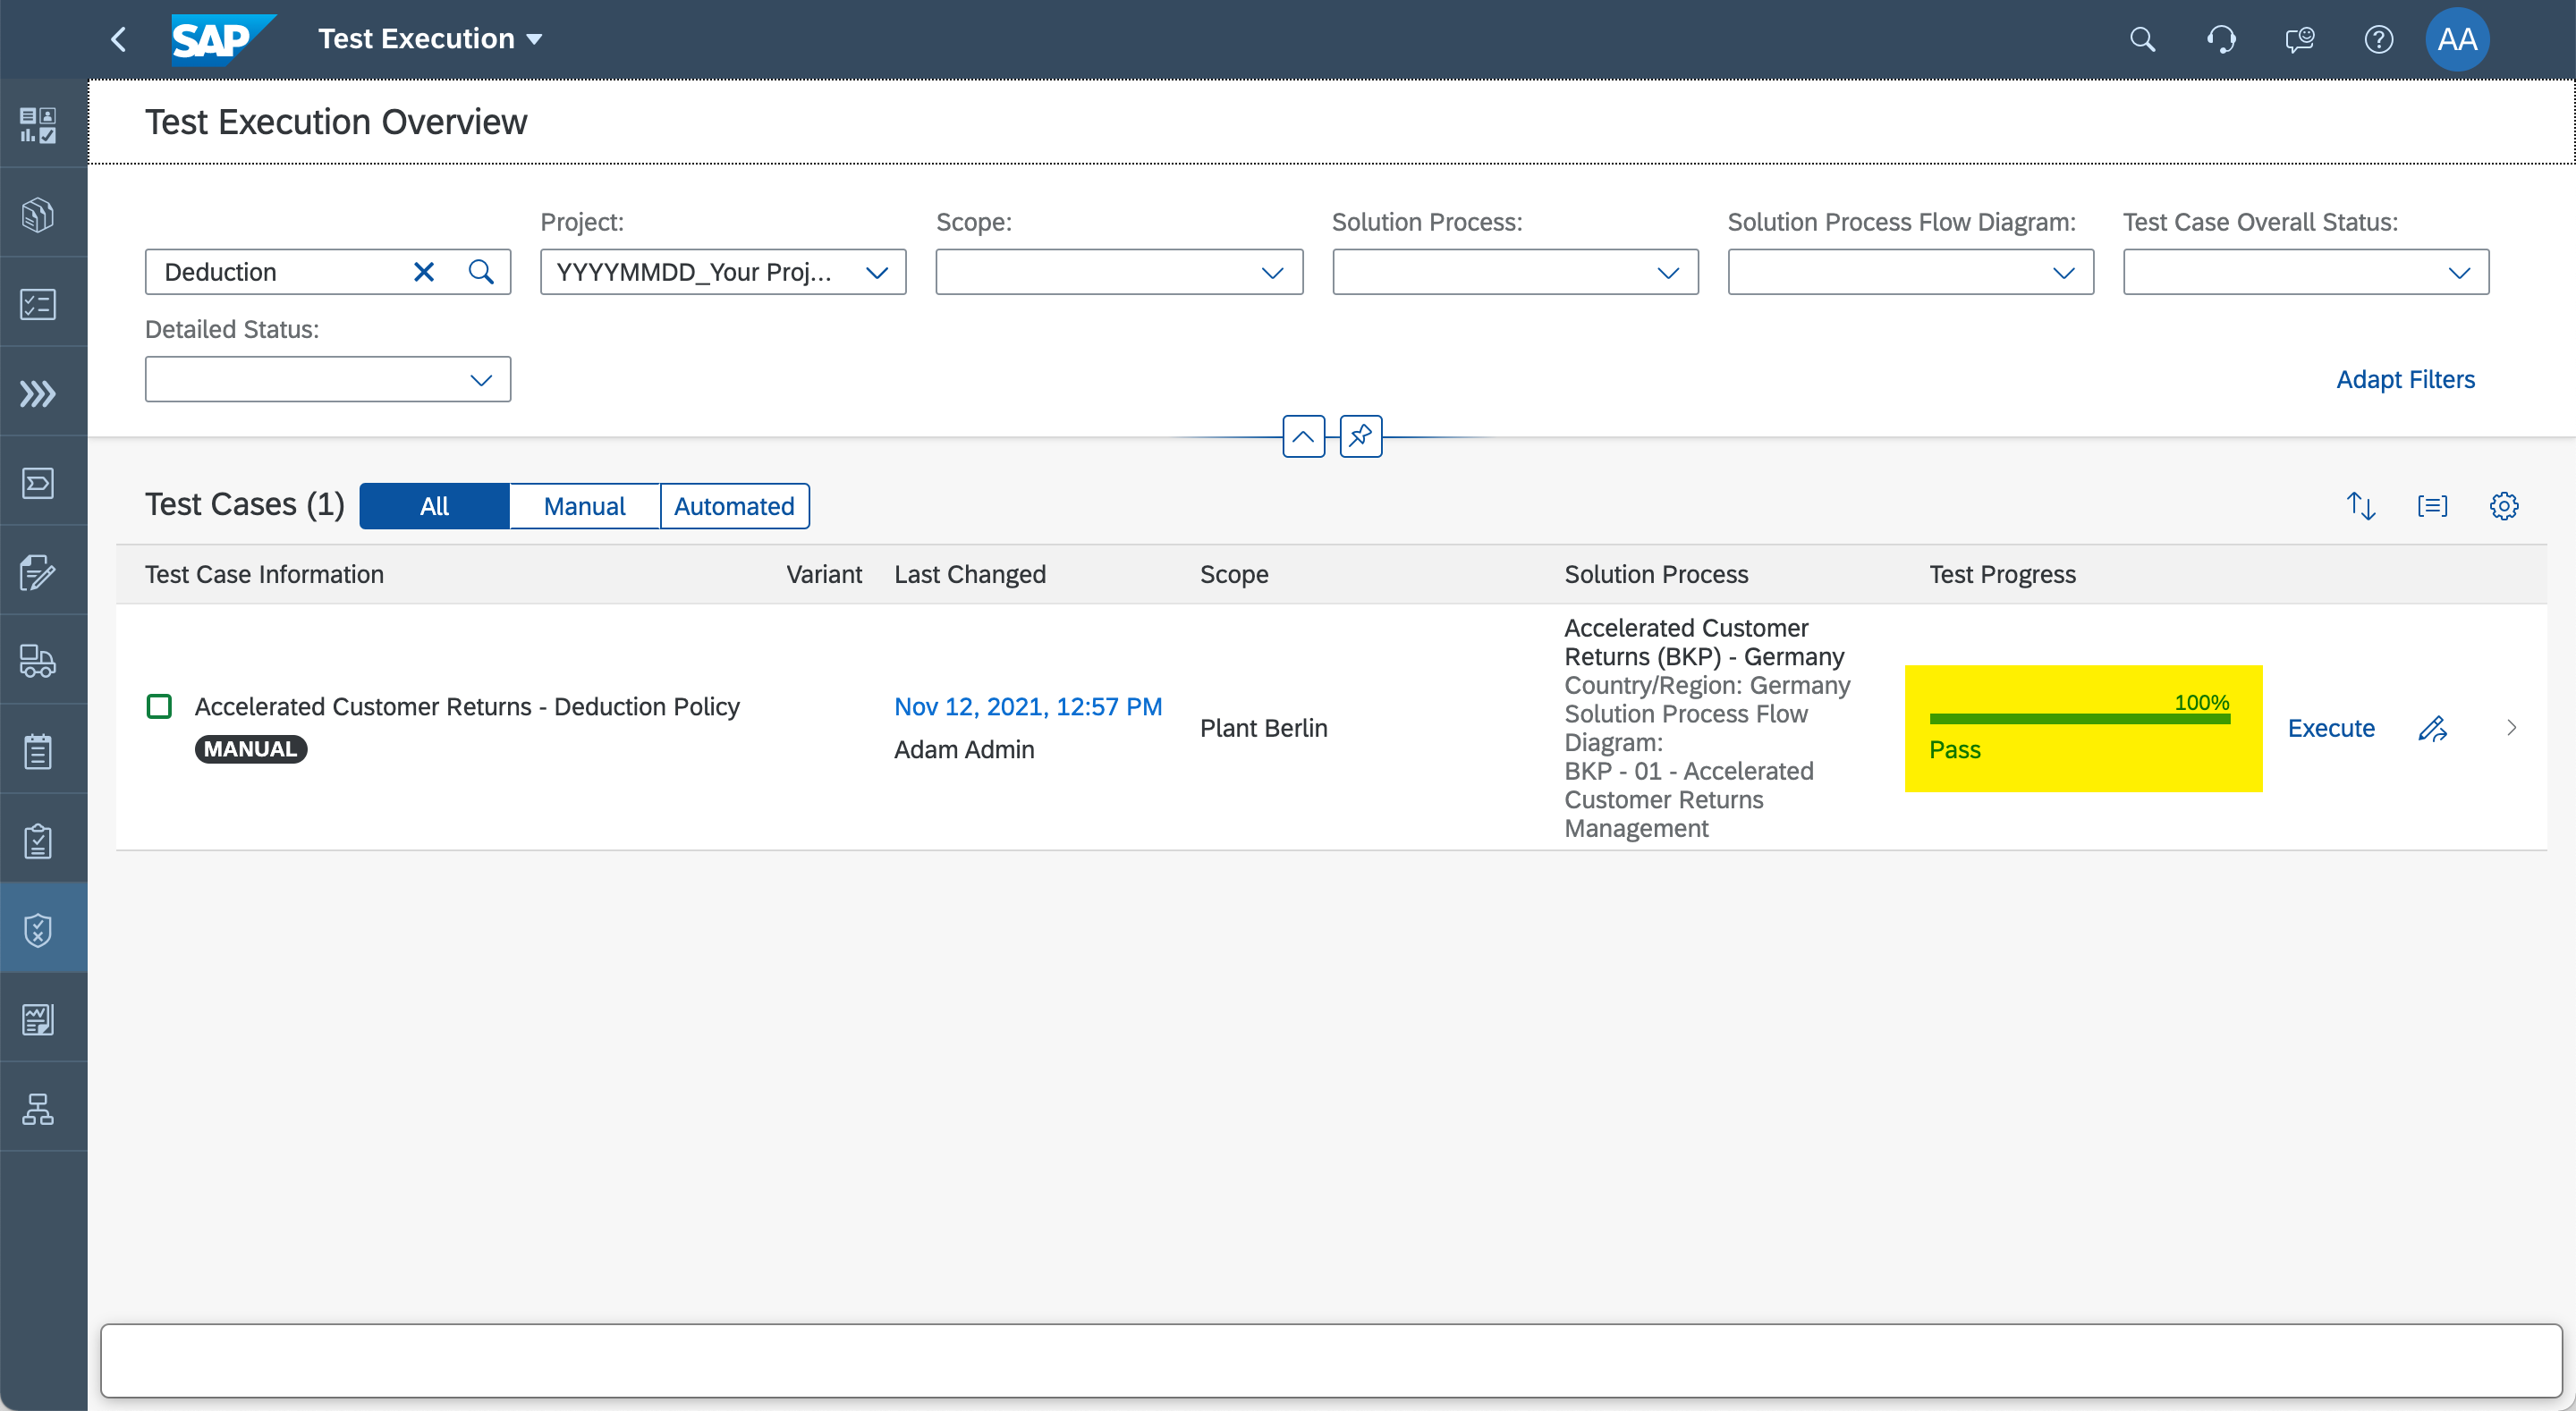 SAP Test Execution
AA
Test Execution Overview
Project: Scope: Solution Process: Solution Process Flow Diagram: Test Case Overall Status:
Deduction YYYYMMDD_Your Proj...
Detailed Status:
Adapt Filters
Test Cases (1) All Manual Automated
Test Case Information Variant Last Changed Scope Solution Process Test Progress
Accelerated Customer Returns - Deduction Policy
MANUAL
Nov 12, 2021, 12:57 PM
Adam Admin
Plant Berlin
Accelerated Customer
Returns (BKP) - Germany
Country/Region: Germany
Solution Process Flow
Diagram:
BKP - 01 - Accelerated
Customer Returns
Management
100%
Pass
Execute